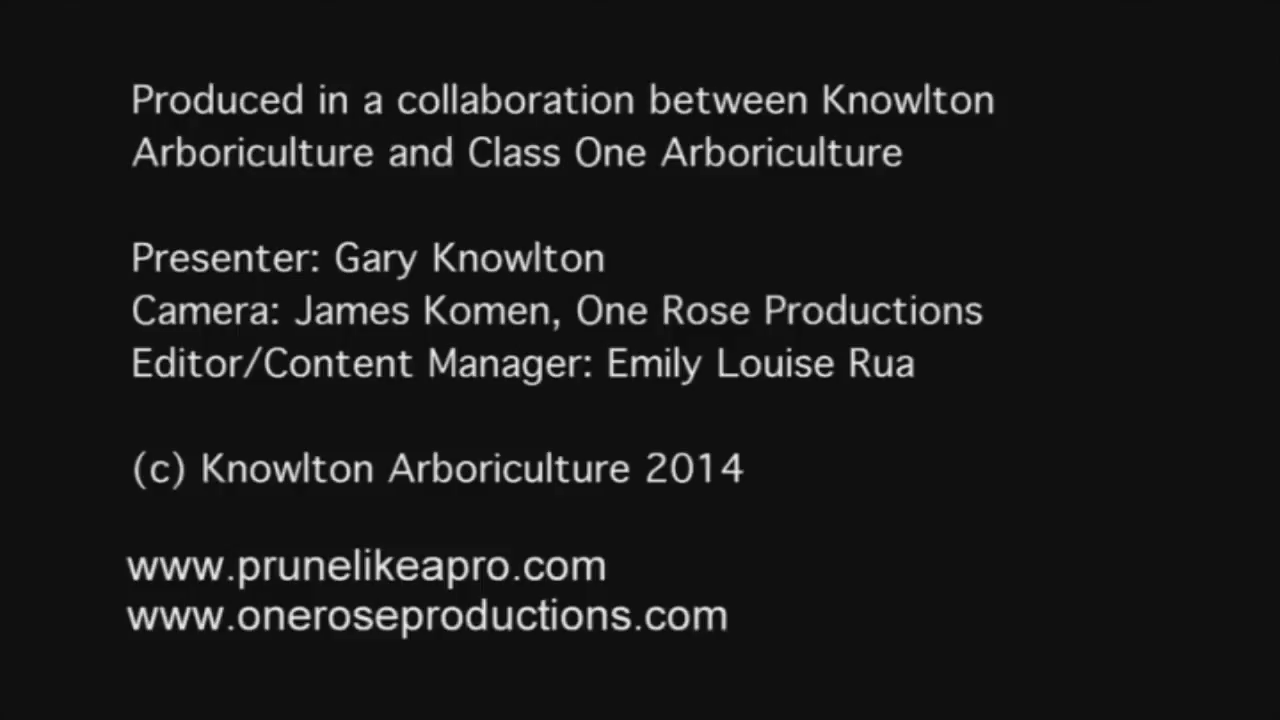 Produced in a collaboration between Knowlton
Arboriculture and Class One Arboriculture
Presenter: Gary Knowlton
Camera: James Komen, One Rose Productions
Editor/Content Manager: Emily Louise Rua
(c) Knowlton Arboriculture 2014
www.prunelikeapro.com
www.oneroseproductions.com